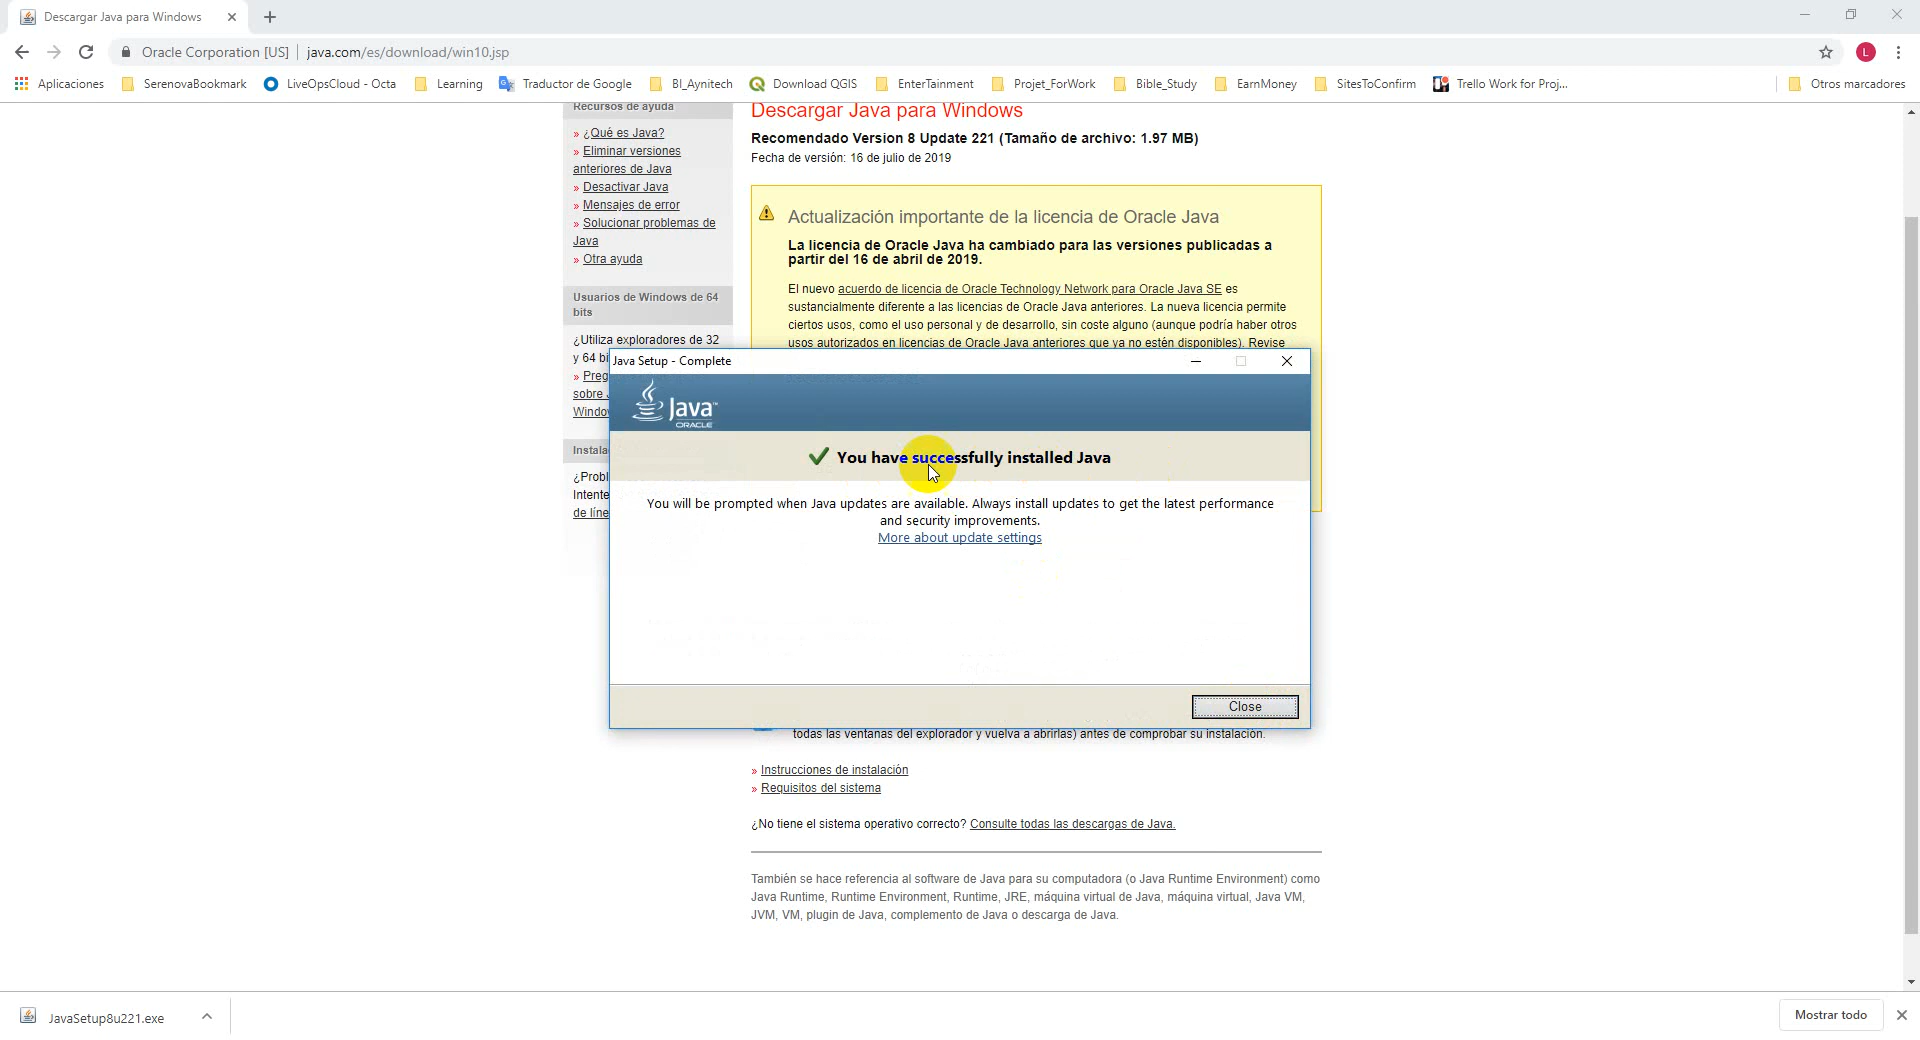 Descargar Java para Windows
Oracle Corporation [US] | java.com/es/download/win10.jsp
L
Aplicaciones SerenovaBookmark LiveOpsCloud - Octa Learning Traductor de Google BI_Aynitech Download QGIS EnterTainment Projet_ForWork Bible_Study EarnMoney SitesToConfirm Trello Work for Proj... Otros marcadores
Recursos de ayuda
» ¿Qué es Java?
» Eliminar versiones
anteriores de Java
» Desactivar Java
» Mensajes de error
» Solucionar problemas de
Java
» Otra ayuda
Usuarios de Windows de 64
bits
¿Utiliza exploradores de 32
y 64 bi
» Preg
sobre
Windo
Instala
¿Probl
Intente
de líne
Descargar Java para Windows
Recomendado Version 8 Update 221 (Tamaño de archivo: 1.97 MB)
Fecha de versión: 16 de julio de 2019
Actualización importante de la licencia de Oracle Java
La licencia de Oracle Java ha cambiado para las versiones publicadas a
partir del 16 de abril de 2019.
El nuevo acuerdo de licencia de Oracle Technology Network para Oracle Java SE es
sustancialmente diferente a las licencias de Oracle Java anteriores. La nueva licencia permite
ciertos usos, como el uso personal y de desarrollo, sin coste alguno (aunque podría haber otros
usos autorizados en licencias de Oracle Java anteriores que ya no estén disponibles). Revise
Java Setup - Complete
Java
ORACLE
You have successfully installed Java
You will be prompted when Java updates are available. Always install updates to get the latest performance
and security improvements.
More about update settings
Close
todas las ventanas del explorador y vuelva a abrirlas) antes de comprobar su instalación.
» Instrucciones de instalación
» Requisitos del sistema
¿No tiene el sistema operativo correcto? Consulte todas las descargas de Java.
También se hace referencia al software de Java para su computadora (o Java Runtime Environment) como
Java Runtime, Runtime Environment, Runtime, JRE, máquina virtual de Java, máquina virtual, Java VM,
JVM, VM, plugin de Java, complemento de Java o descarga de Java.
JavaSetup8u221.exe
Mostrar todo